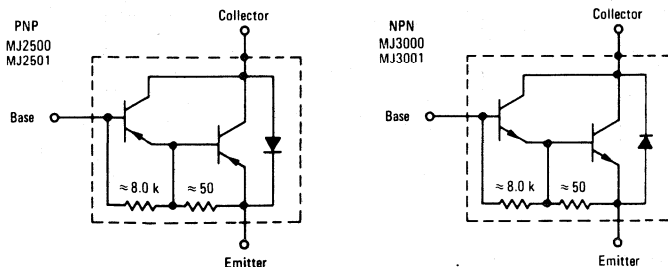 PNP
MJ2500
MJ2501
Collector
Base
≈ 8.0 k
≈ 50
Emitter
NPN
MJ3000
MJ3001
Collector
Base
≈ 8.0 k
≈ 50
Emitter